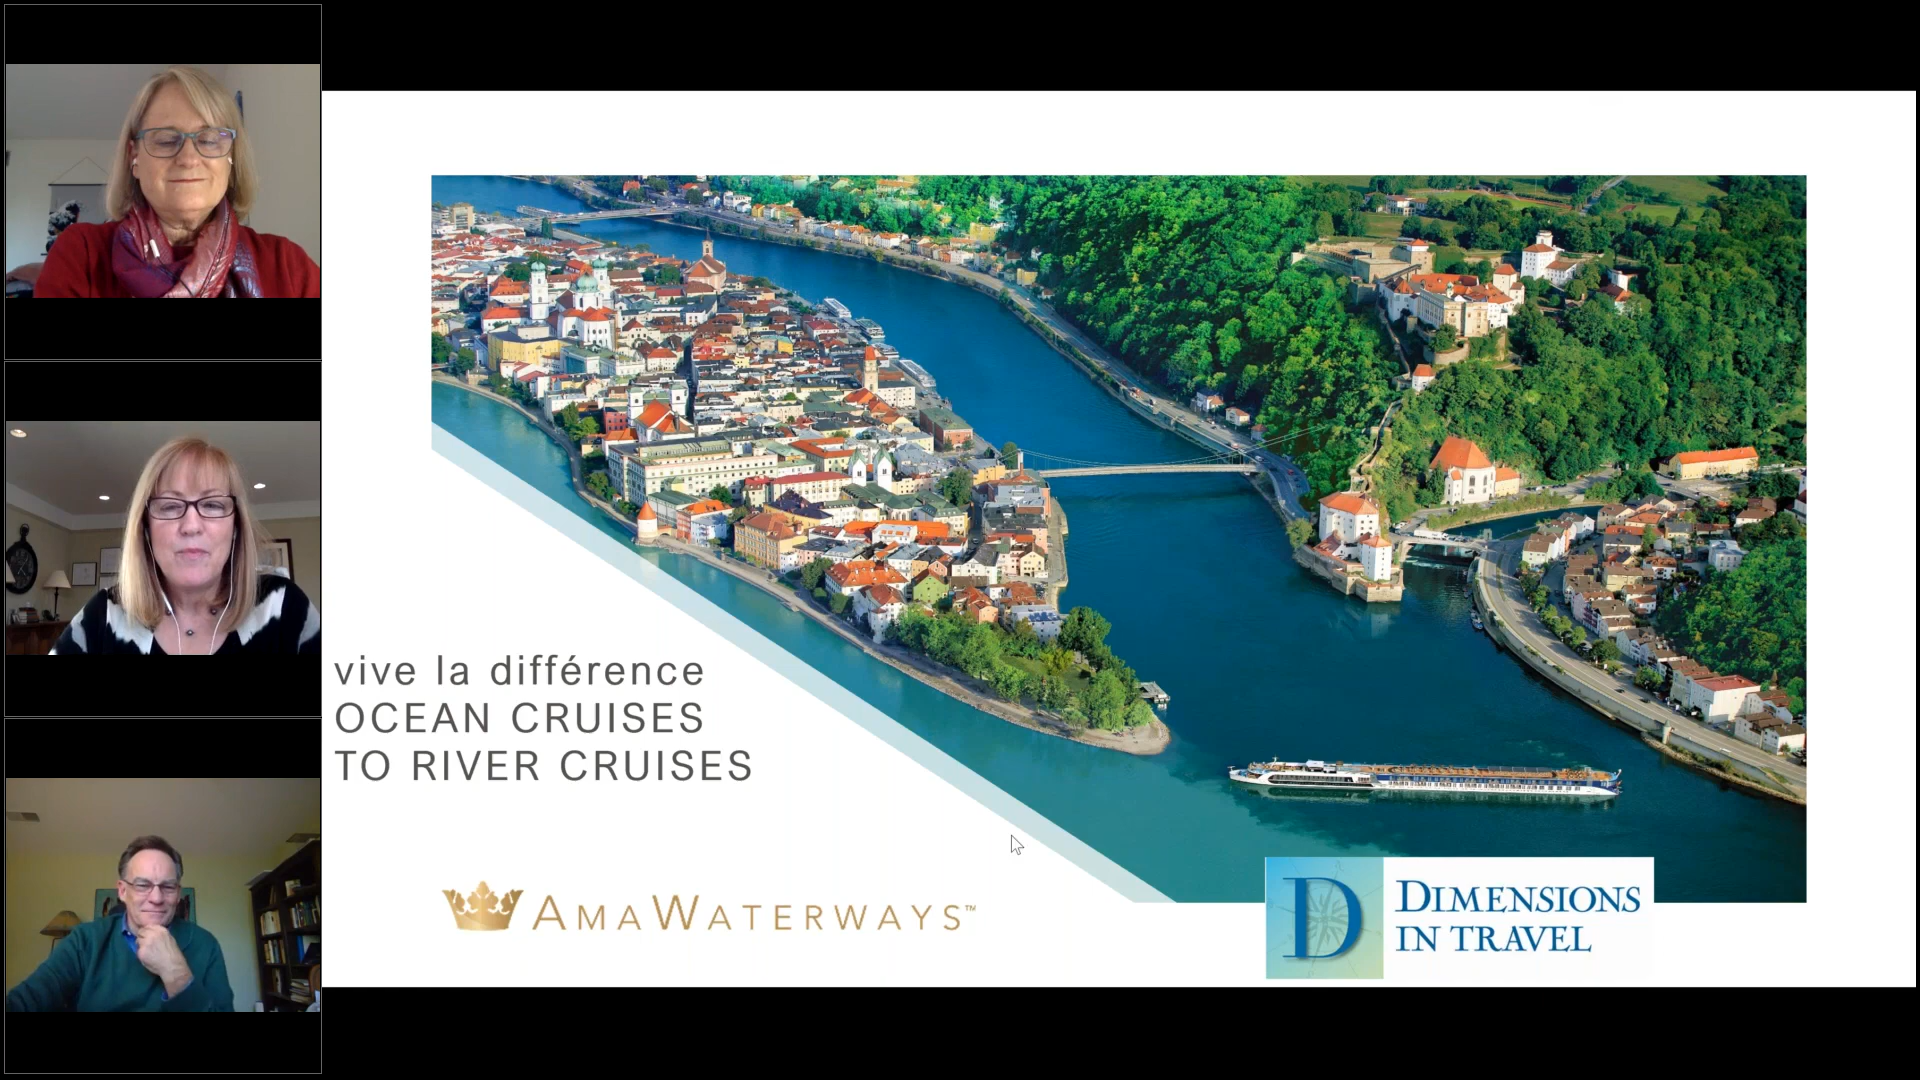 vive la différence
OCEAN CRUISES
TO RIVER CRUISES
AMAWATERWAYS™
D
DIMENSIONS
IN TRAVEL